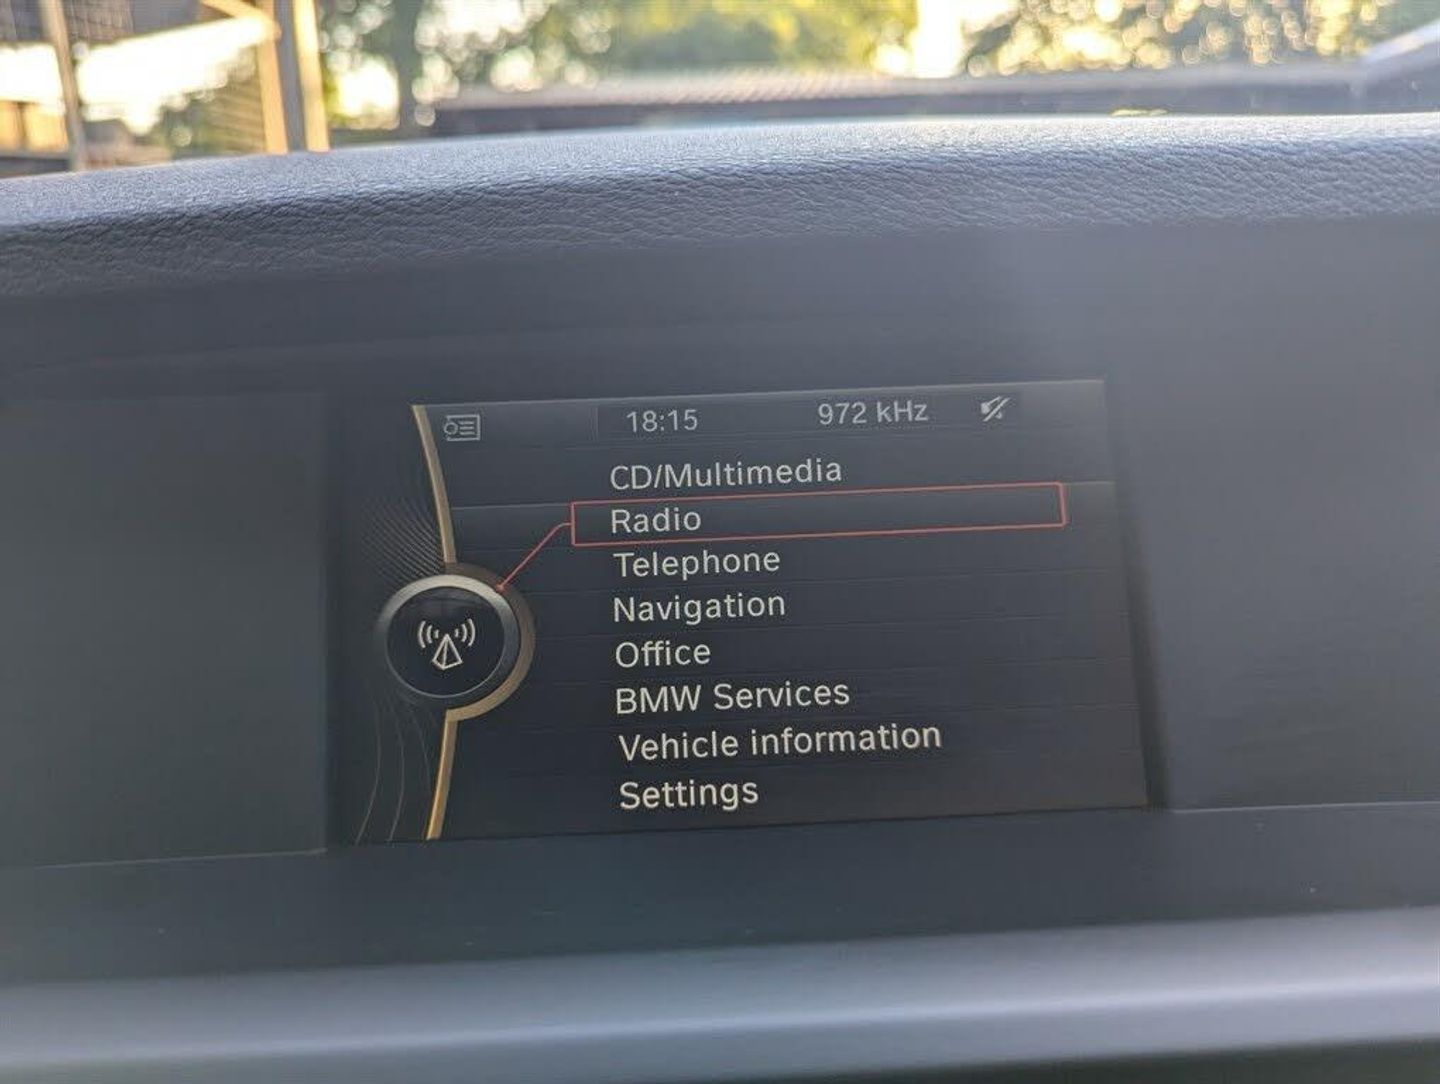 18:15 972 kHz
CD/Multimedia
Radio
Telephone
Navigation
Office
BMW Services
Vehicle information
Settings